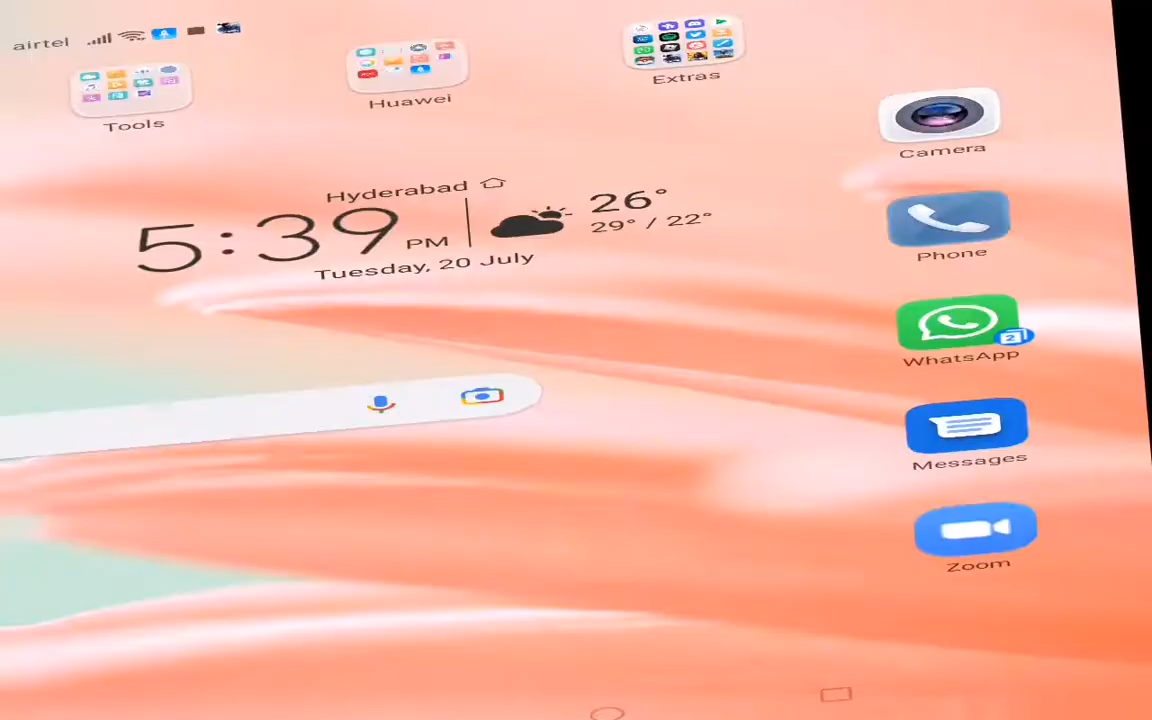 airtel
Tools
Huawei
Extras
Camera
Hyderabad
5:39 PM
26°
29° / 22°
Tuesday, 20 July
Phone
2
WhatsApp
Messages
Zoom